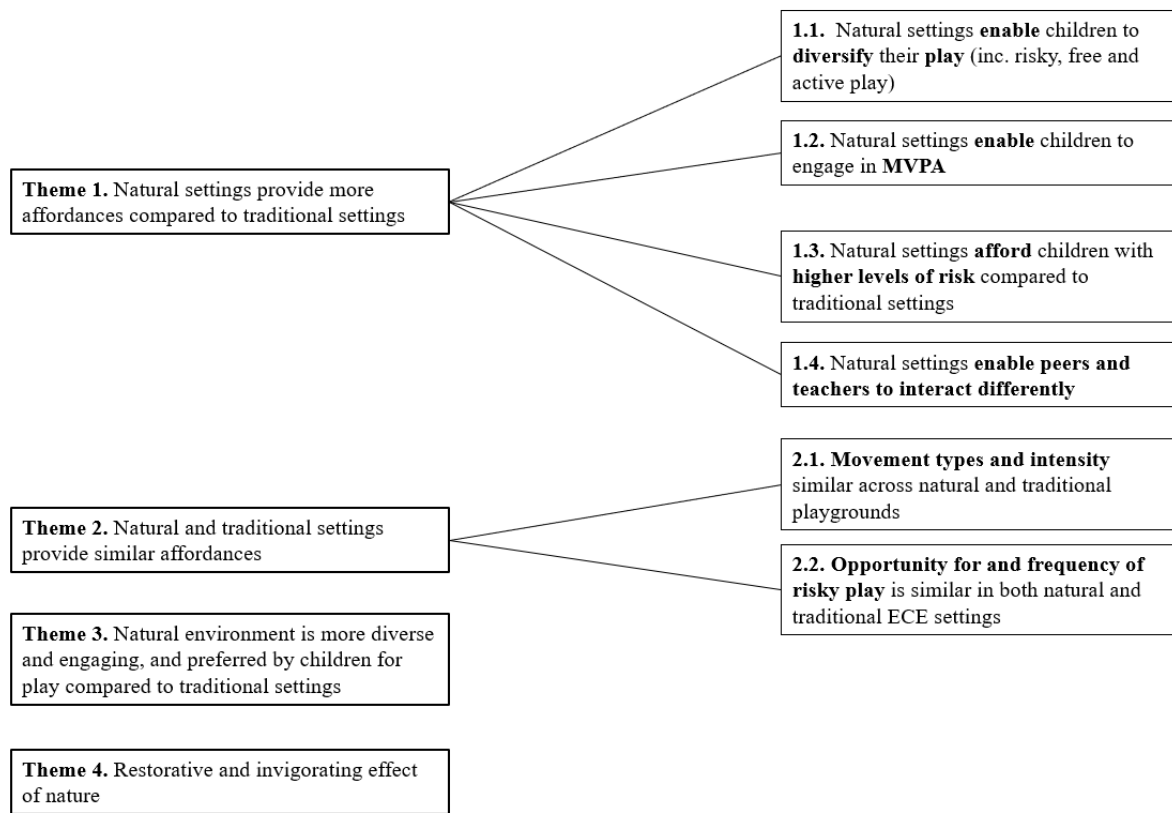 Theme 1. Natural settings provide more
affordances compared to traditional settings
1.1.  Natural settings enable children to
diversify their play (inc. risky, free and
active play)
1.2. Natural settings enable children to
engage in MVPA
1.3. Natural settings afford children with
higher levels of risk compared to
traditional settings
1.4. Natural settings enable peers and
teachers to interact differently
Theme 2. Natural and traditional settings
provide similar affordances
2.1. Movement types and intensity
similar across natural and traditional
playgrounds
2.2. Opportunity for and frequency of
risky play is similar in both natural and
traditional ECE settings
Theme 3. Natural environment is more diverse
and engaging, and preferred by children for
play compared to traditional settings
Theme 4. Restorative and invigorating effect
of nature